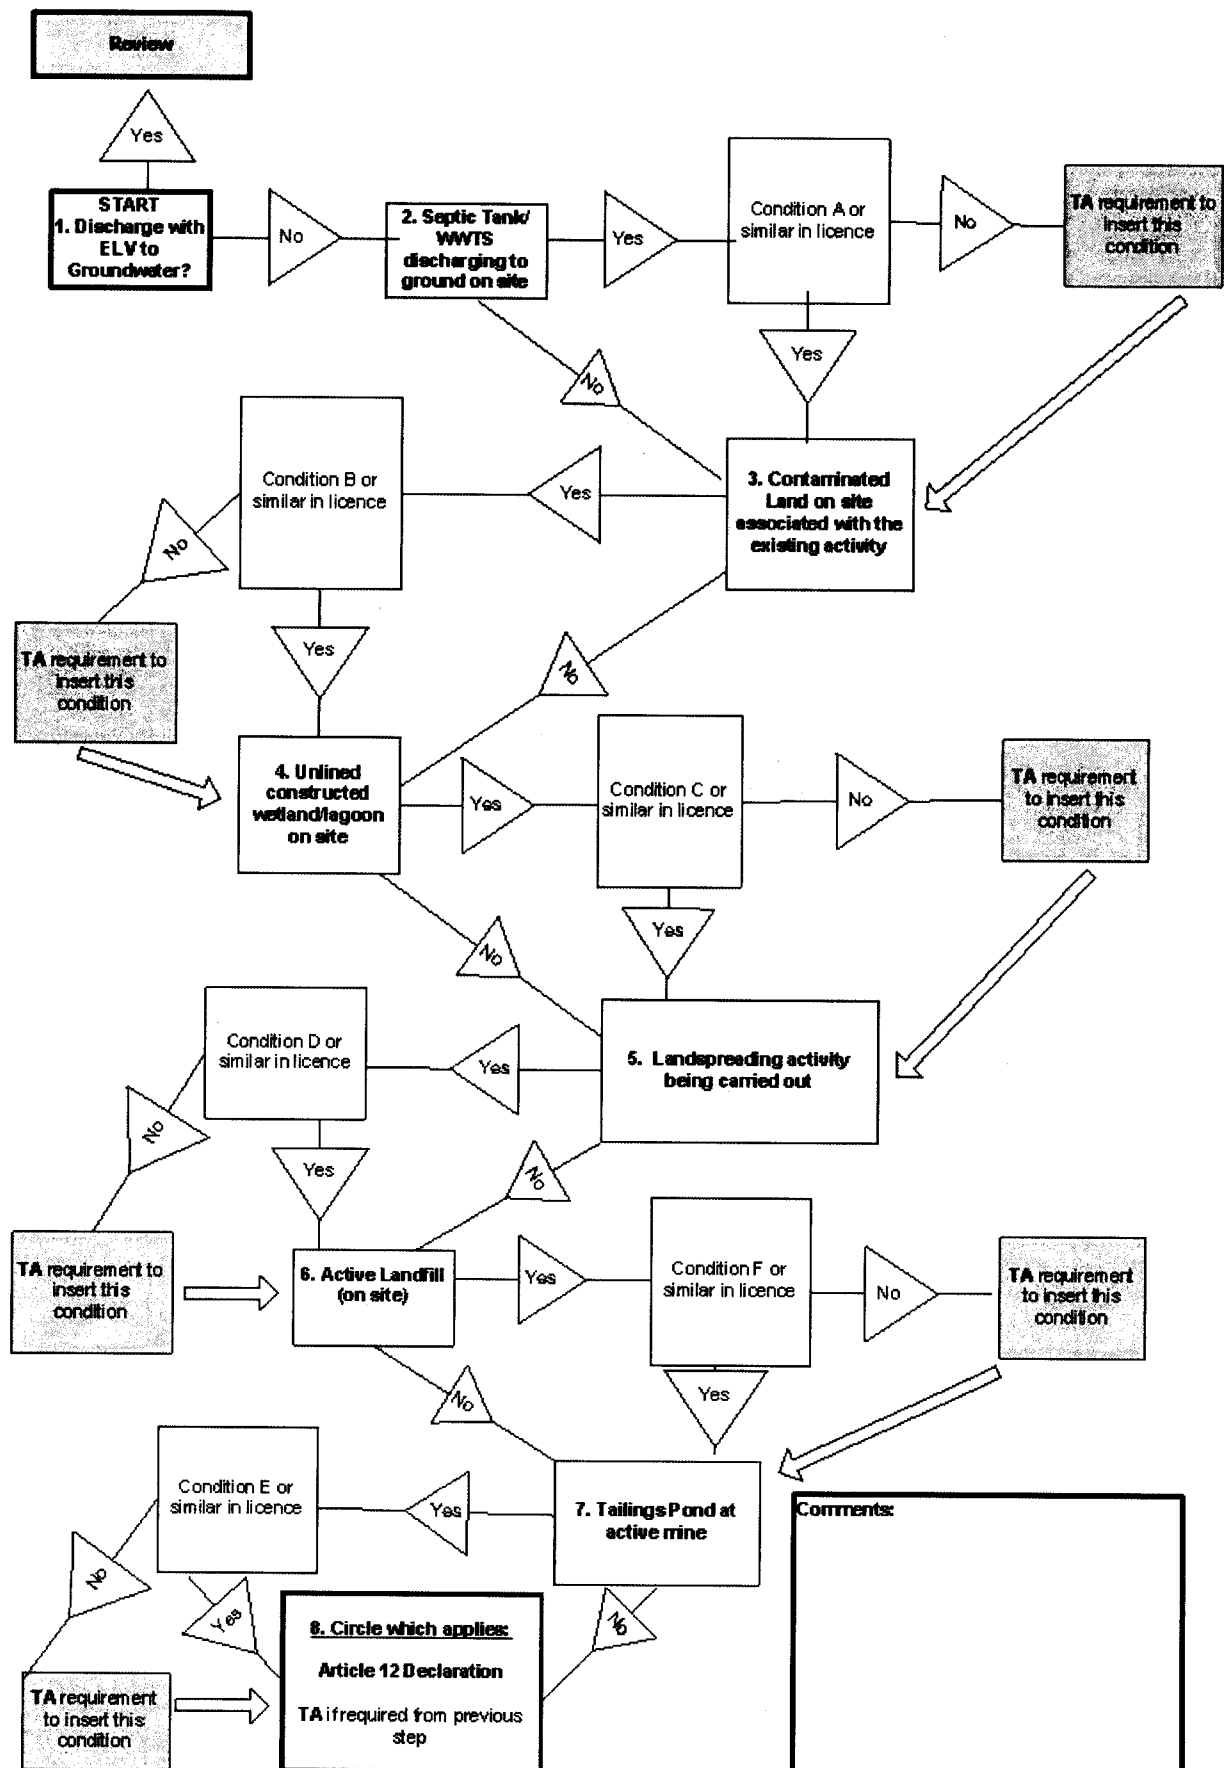 Review
Yes
START
1. Discharge with
ELV to
Groundwater?
No
2. Septic Tank/
WWTS
discharging to
ground on site
Yes
Condition A or
similar in licence
No
TA requirement to
insert this
condition
Yes
No
3. Contaminated
Land on site
associated with the
existing activity
Yes
Condition B or
similar in licence
No
TA requirement to
insert this
condition
Yes
No
4. Unlined
constructed
wetland/lagoon
on site
Yes
Condition C or
similar in licence
No
TA requirement
to insert this
condition
Yes
No
5. Landspreading activity
being carried out
Yes
Condition D or
similar in licence
No
TA requirement to
insert this
condition
Yes
No
6. Active Landfill
(on site)
Yes
Condition F or
similar in licence
No
TA requirement
to insert this
condition
Yes
No
7. Tailings Pond at
active mine
Yes
Condition E or
similar in licence
No
TA requirement
to insert this
condition
Yes
No
8. Circle which applies:
Article 12 Declaration
TA if required from previous
step
Comments: